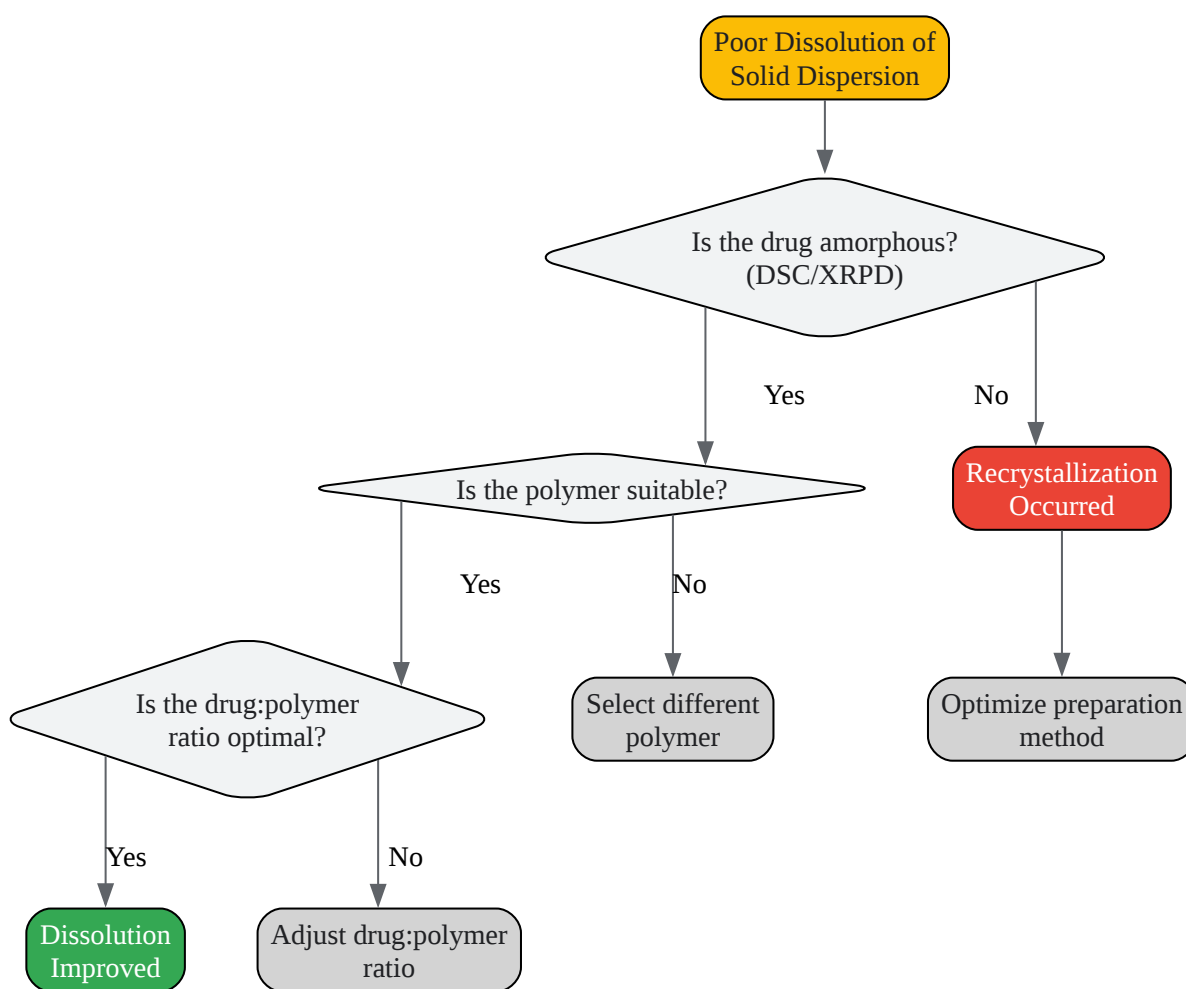 Poor Dissolution of
Solid Dispersion
Is the drug amorphous?
(DSC/XRPD)
Yes
No
Is the polymer suitable?
Recrystallization
Occurred
Yes
No
Is the drug:polymer
ratio optimal?
Select different
polymer
Optimize preparation
method
Yes
No
Dissolution
Improved
Adjust drug:polymer
ratio